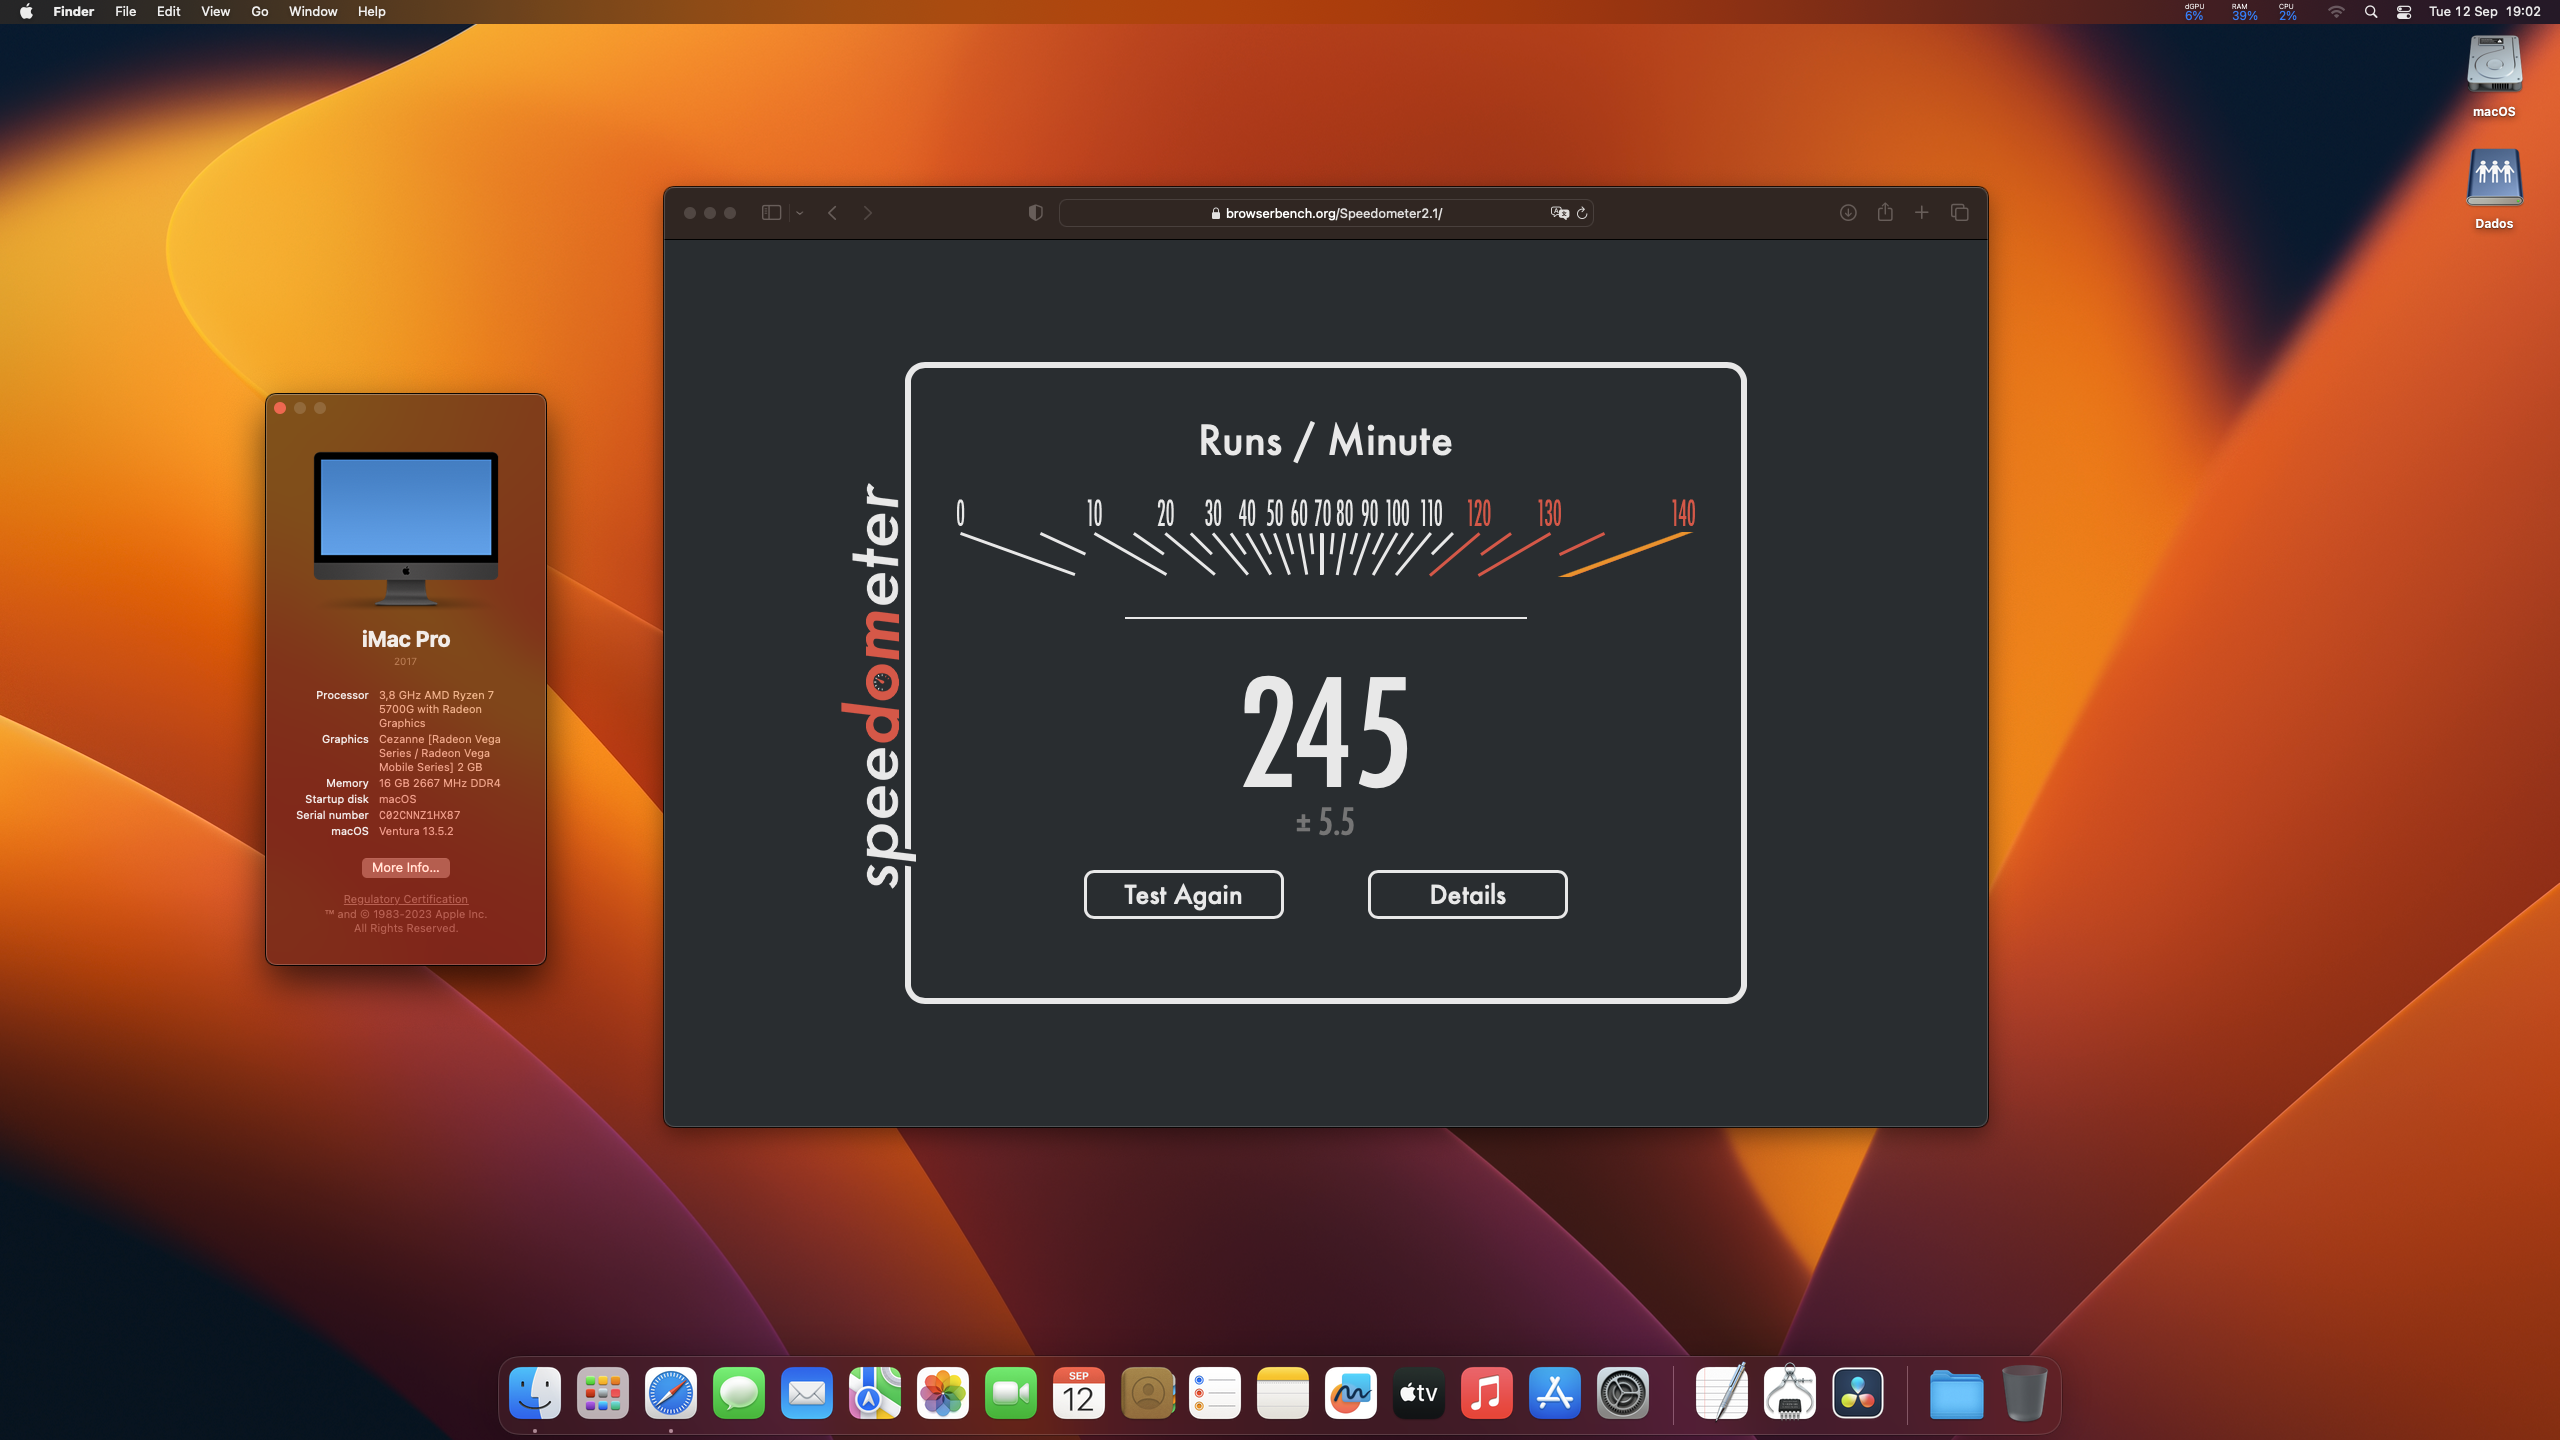 Finder File Edit View Go Window Help
dGPU 6% RAM 39% CPU 2% Tue 12 Sep 19:02
macOS
Dados
browserbench.org/Speedometer2.1/
iMac Pro
2017
Processor 3,8 GHz AMD Ryzen 7
5700G with Radeon
Graphics
Graphics Cezanne [Radeon Vega
Series / Radeon Vega
Mobile Series] 2 GB
Memory 16 GB 2667 MHz DDR4
Startup disk macOS
Serial number C02CNNZ1HX87
macOS Ventura 13.5.2
More Info...
Regulatory Certification
™ and © 1983-2023 Apple Inc.
All Rights Reserved.
speedometer
Runs / Minute
0 10 20 30 40 50 60 70 80 90 100 110 120 130 140
245
± 5.5
Test Again Details
SEP
12
tv